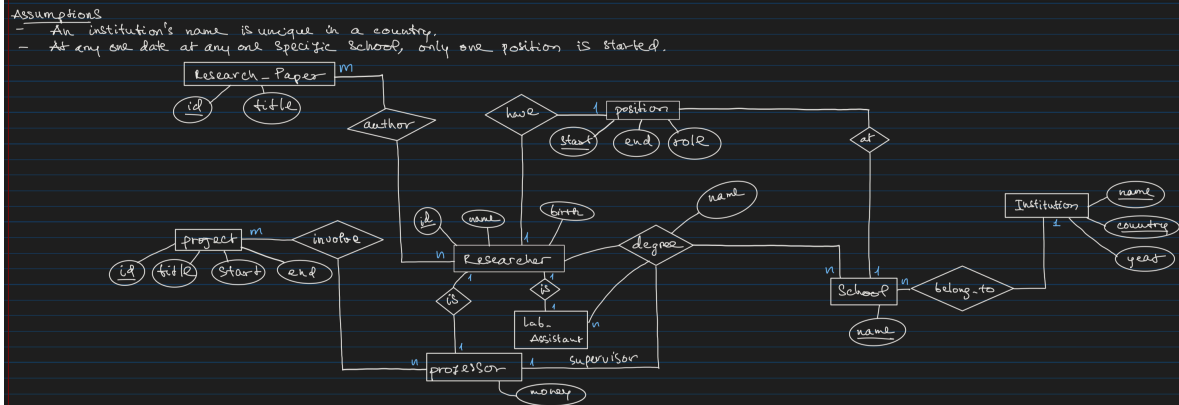 Assumptions
- An institution's name is unique in a country.
- At any one date at any one specific school, only one position is started.
Research_Paper m
id title
author
have 1 position
start end role
at
name
Institution name
1 country
year
id name birth
project m involve
id title start end
n Researcher 1
degree
1 is 1 is
n 1
School n belong_to
name
Lab_
Assistant n
1 1
n professor 1 supervisor
money